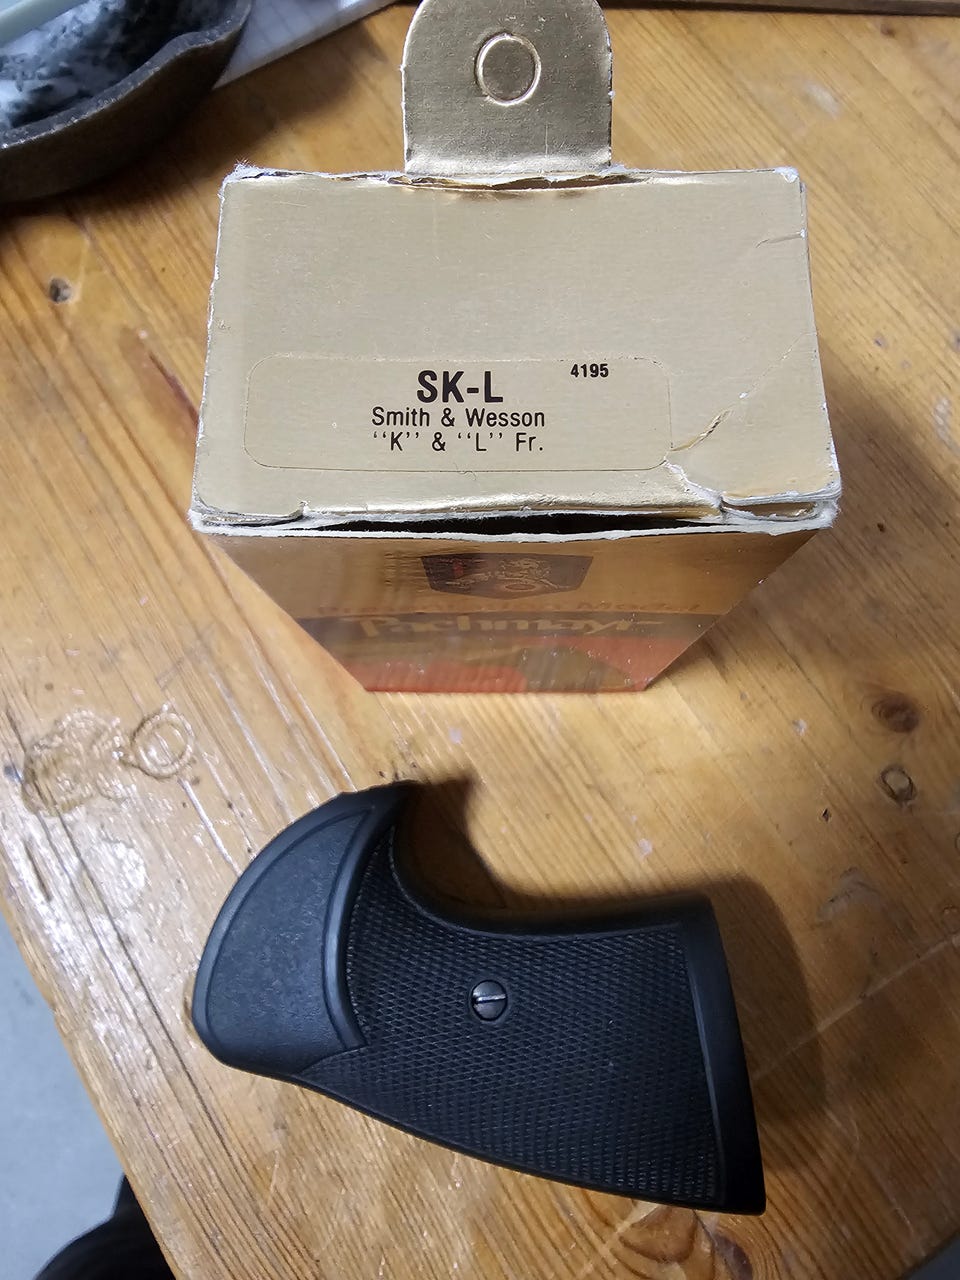 SK-L 4195
Smith & Wesson
“K” & “L” Fr.
Pachmayr